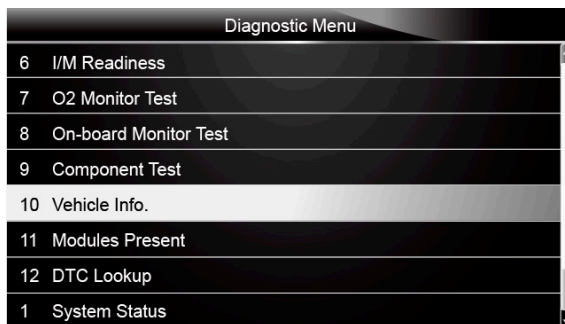 Diagnostic Menu
6 I/M Readiness
7 O2 Monitor Test
8 On-board Monitor Test
9 Component Test
10 Vehicle Info.
11 Modules Present
12 DTC Lookup
1 System Status